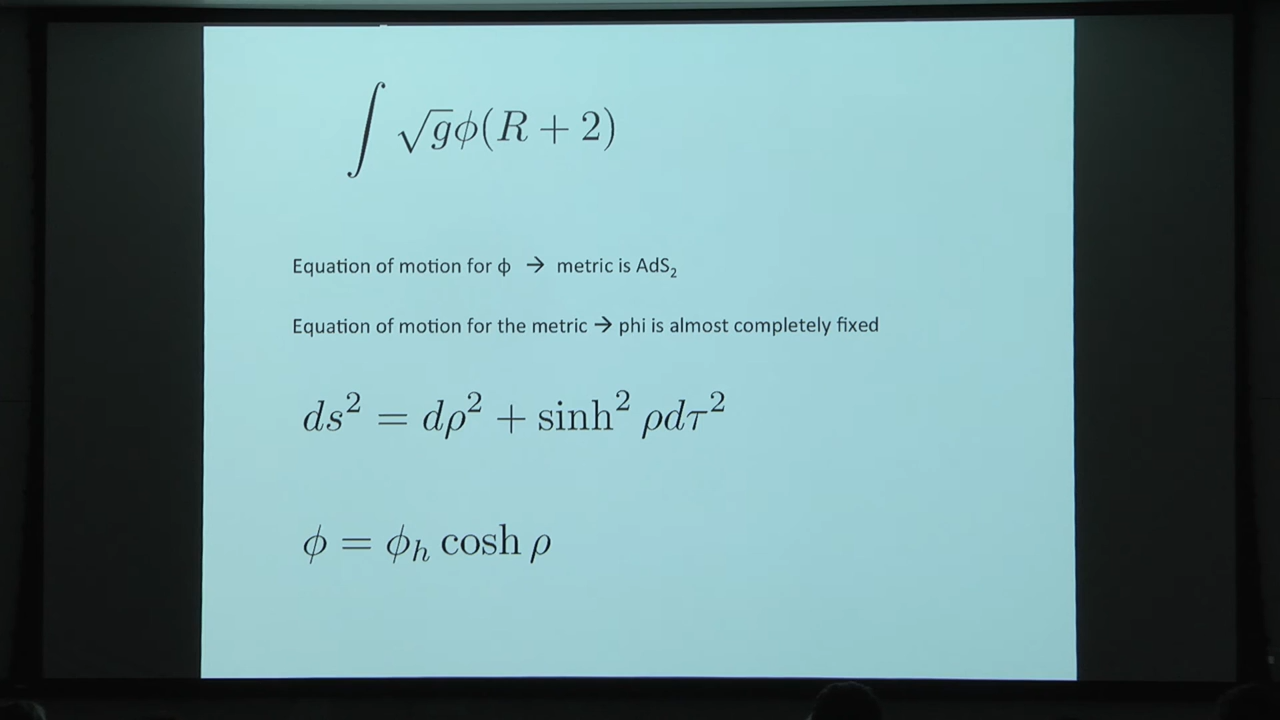 ∫ √g ϕ(R + 2)
Equation of motion for ϕ → metric is AdS₂
Equation of motion for the metric → phi is almost completely fixed
ds² = dρ² + sinh² ρdτ²
ϕ = ϕₕ cosh ρ